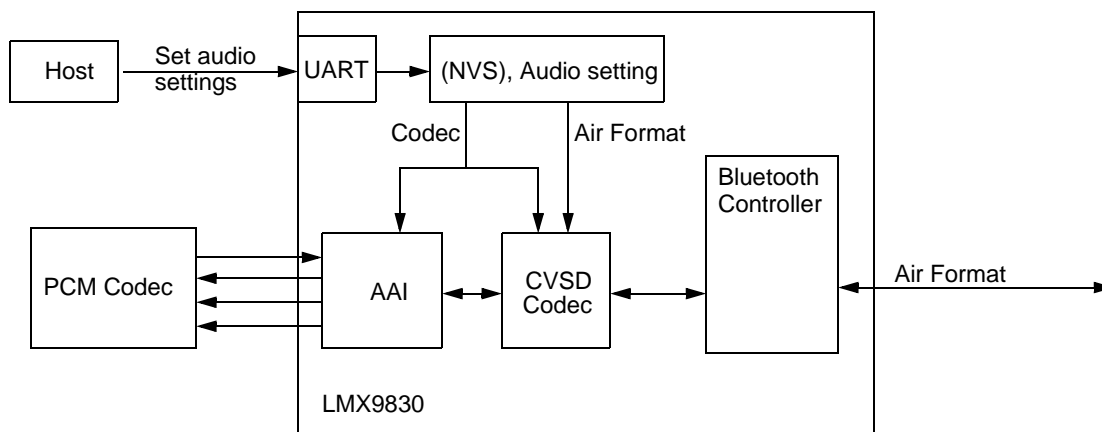 Host
Set audio
settings
UART
(NVS), Audio setting
Codec
Air Format
Bluetooth
Controller
PCM Codec
AAI
CVSD
Codec
Air Format
LMX9830